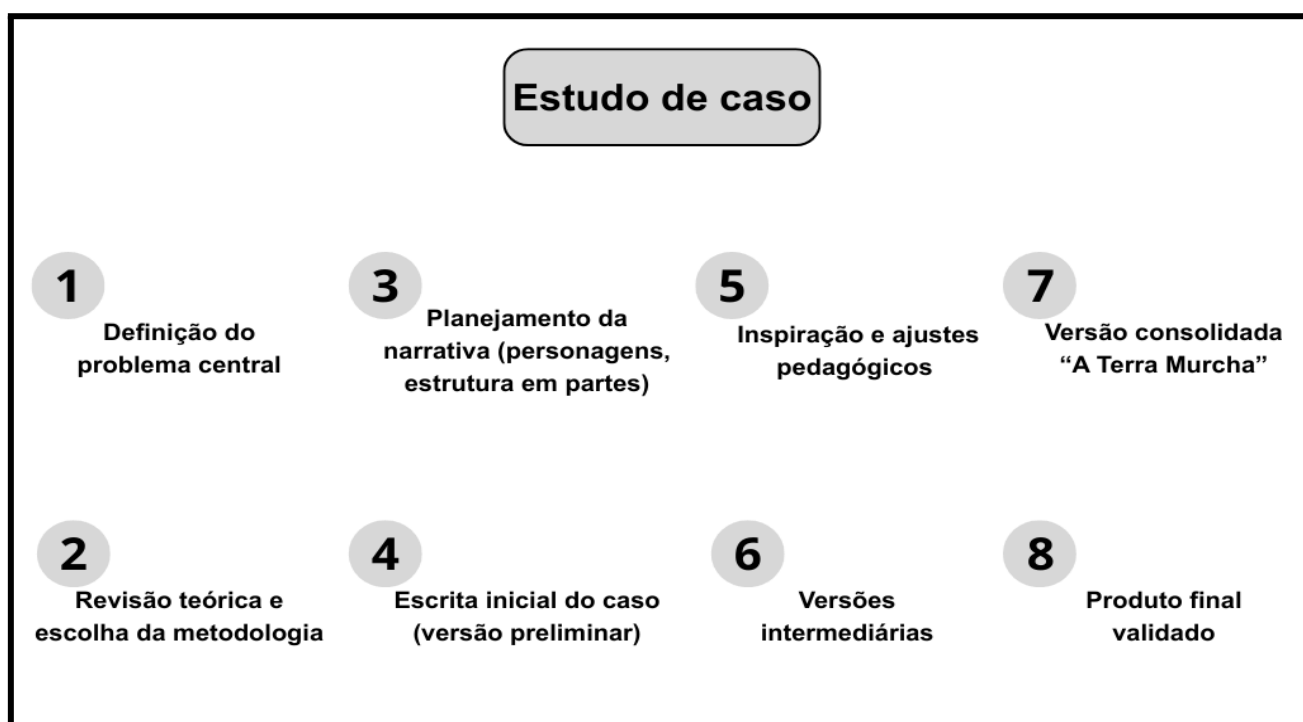 Estudo de caso
1
Definição do
problema central
2
Revisão teórica e
escolha da metodologia
3
Planejamento da
narrativa (personagens,
estrutura em partes)
4
Escrita inicial do caso
(versão preliminar)
5
Inspiração e ajustes
pedagógicos
6
Versões
intermediárias
7
Versão consolidada
“A Terra Murcha”
8
Produto final
validado